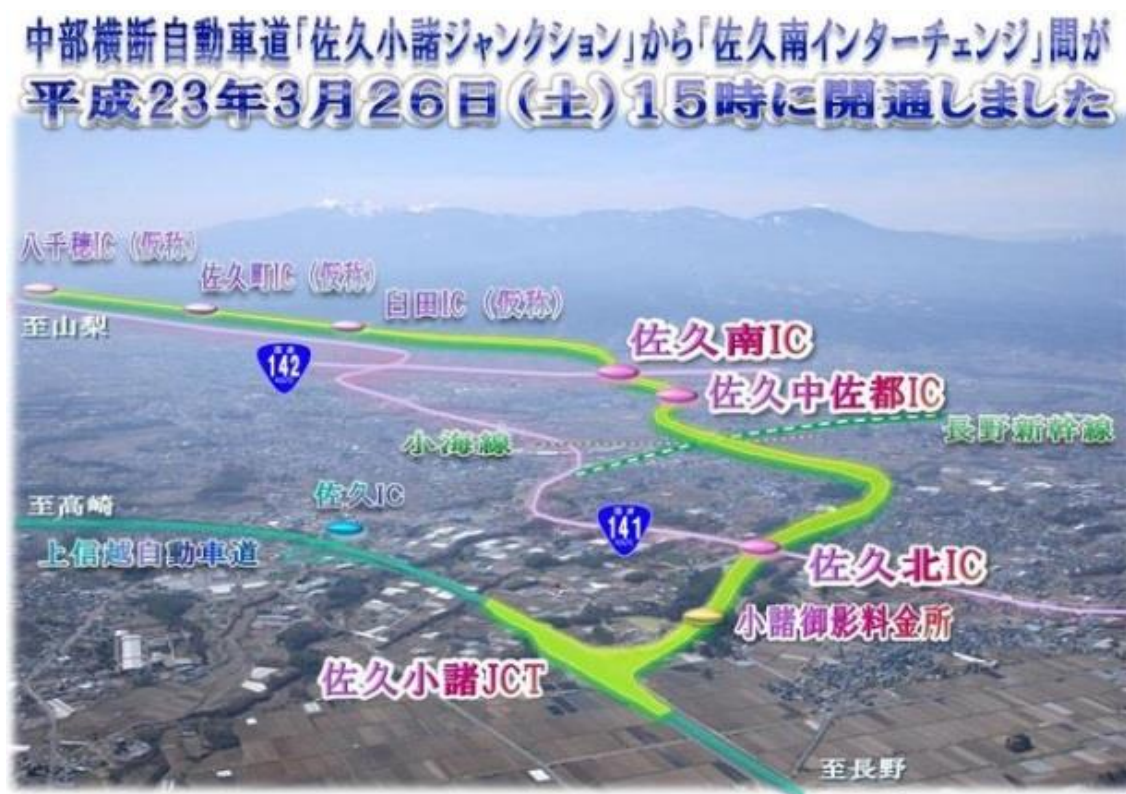 中部横断自動車道「佐久小諸ジャンクション」から「佐久南インターチェンジ」間が
平成23年3月26日(土)15時に開通しました
八千穂IC (仮称)
佐久町IC (仮称)
臼田IC (仮称)
至山梨
佐久南IC
142
佐久中佐都IC
小海線
長野新幹線
至高崎
佐久IC
141
上信越自動車道
佐久北IC
小諸御影料金所
佐久小諸JCT
至長野